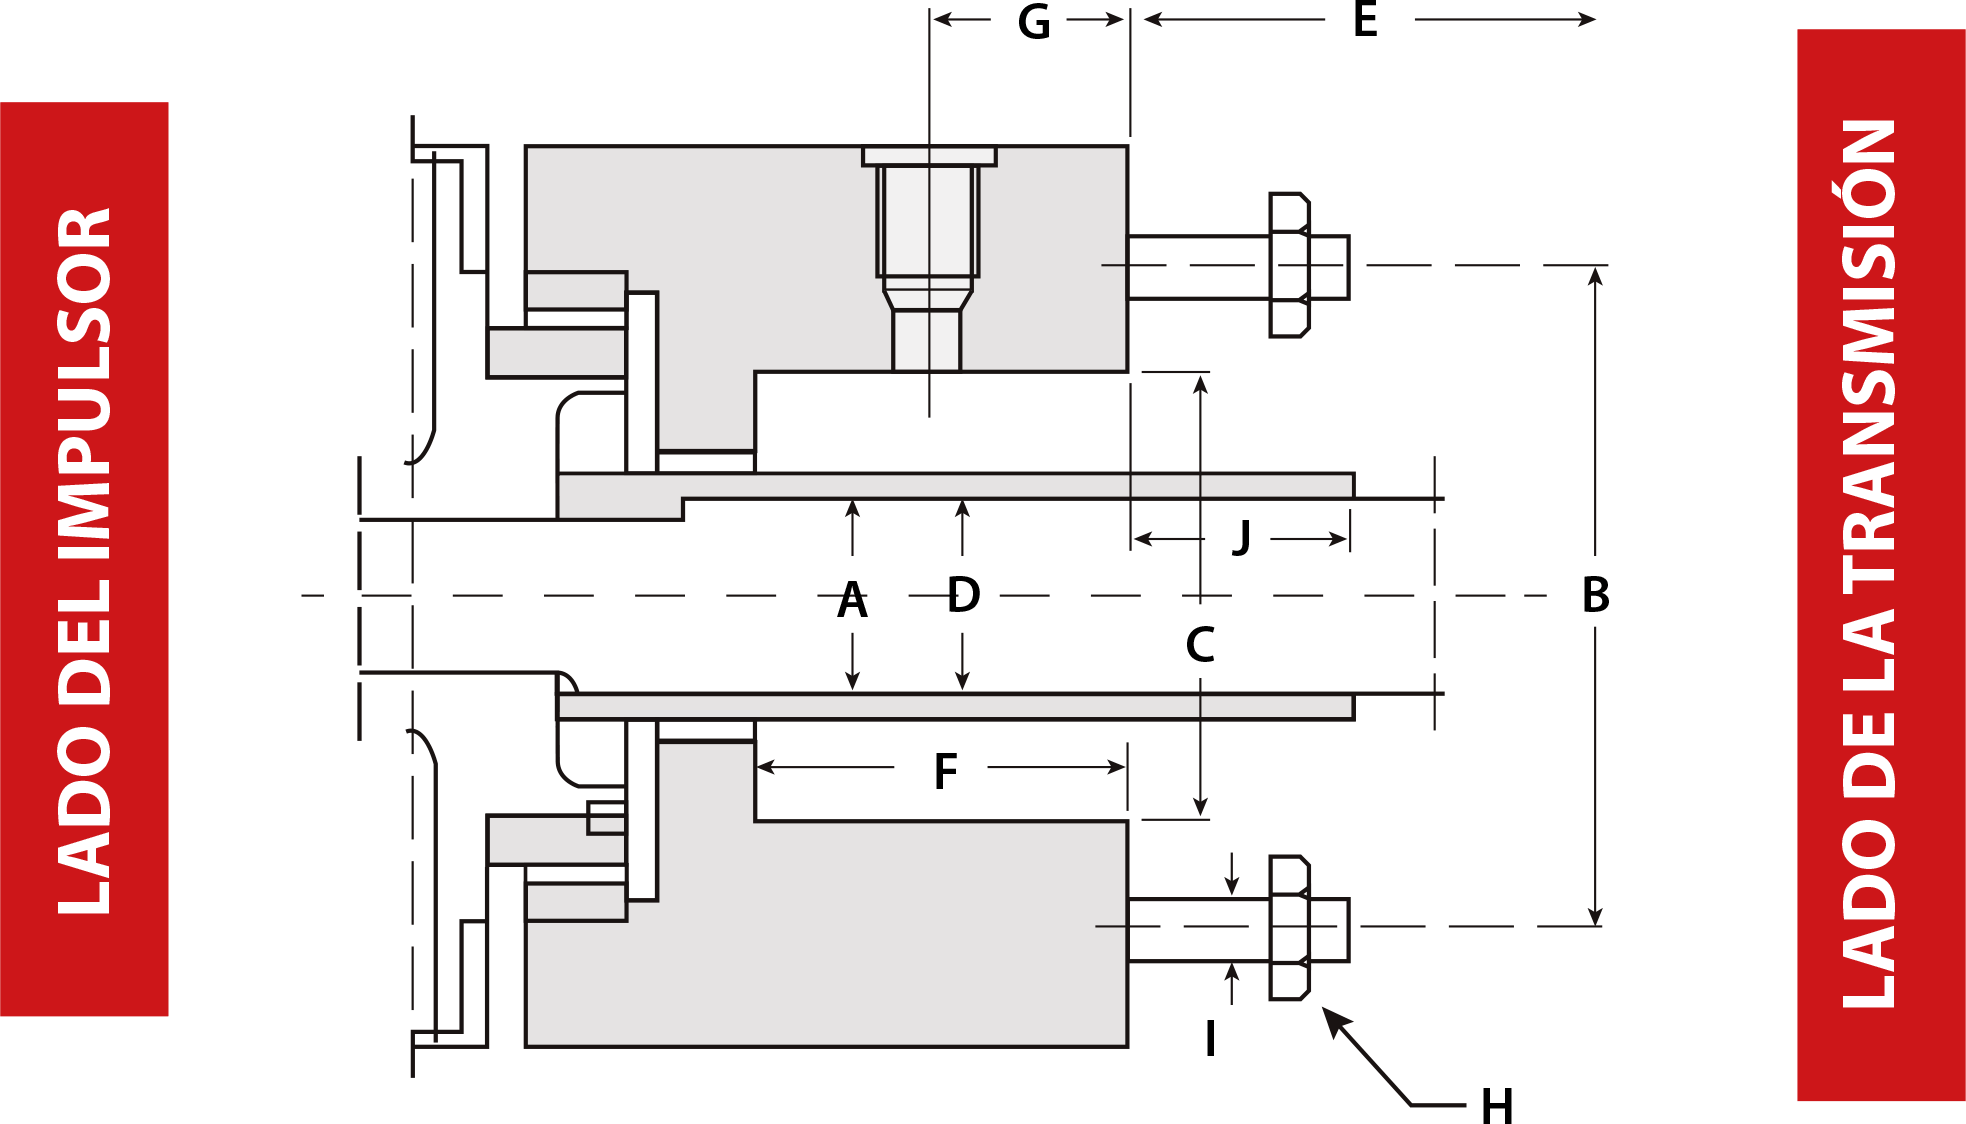 G
E
LADO DEL IMPULSOR
LADO DE LA TRANSMISIÓN
J
A
D
B
C
F
I
H